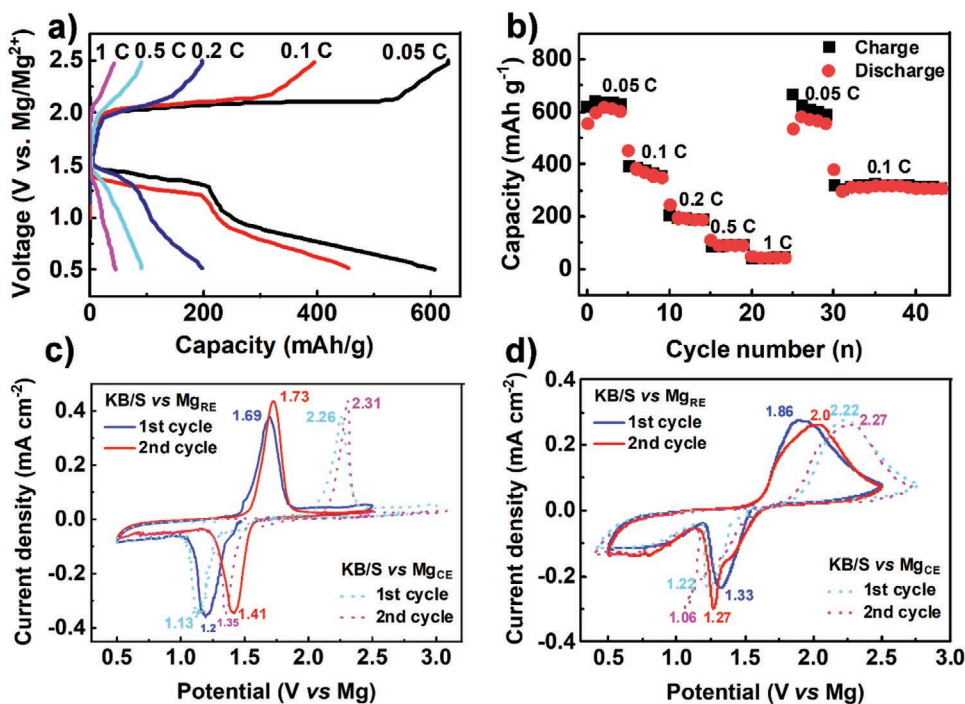 a)
1 C 0.5 C 0.2 C 0.1 C 0.05 C
2.5
2.0
1.5
1.0
0.5
Voltage (V vs. Mg/Mg²⁺)
0 200 400 600
Capacity (mAh/g)
b)
Charge
Discharge
0.05 C
0.1 C
0.2 C
0.5 C
1 C
0.05 C
0.1 C
800
600
400
200
0
Capacity (mAh g⁻¹)
0 10 20 30 40
Cycle number (n)
c)
KB/S vs Mg_RE
1st cycle
2nd cycle
1.69
1.73
2.26
2.31
1.13
1.2
1.35
1.41
KB/S vs Mg_CE
1st cycle
2nd cycle
0.4
0.2
0.0
-0.2
-0.4
Current density (mA cm⁻²)
0.5 1.0 1.5 2.0 2.5 3.0
Potential (V vs Mg)
d)
KB/S vs Mg_RE
1st cycle
2nd cycle
1.86
2.0
2.22
2.27
1.22
1.06
1.27
1.33
KB/S vs Mg_CE
1st cycle
2nd cycle
0.4
0.2
0.0
-0.2
-0.4
Current density (mA cm⁻²)
0.5 1.0 1.5 2.0 2.5 3.0
Potential (V vs Mg)